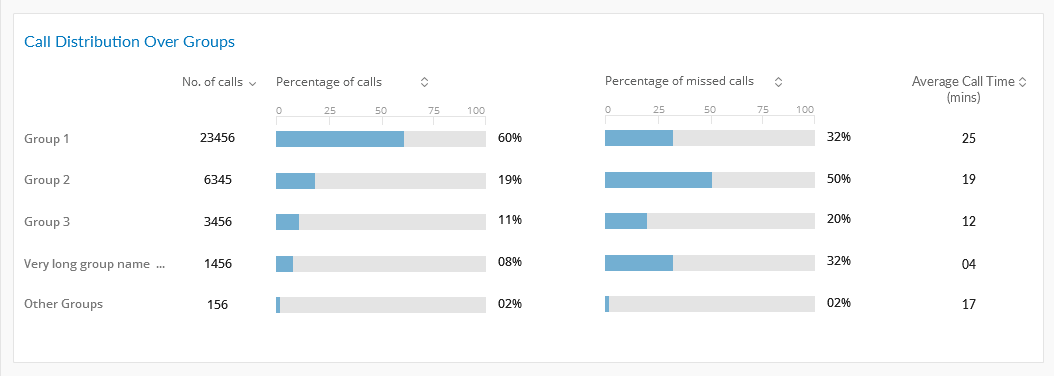 Call Distribution Over Groups
No. of calls Percentage of calls Percentage of missed calls Average Call Time (mins)
0 25 50 75 100 0 25 50 75 100
Group 1 23456 60% 32% 25
Group 2 6345 19% 50% 19
Group 3 3456 11% 20% 12
Very long group name ... 1456 08% 32% 04
Other Groups 156 02% 02% 17